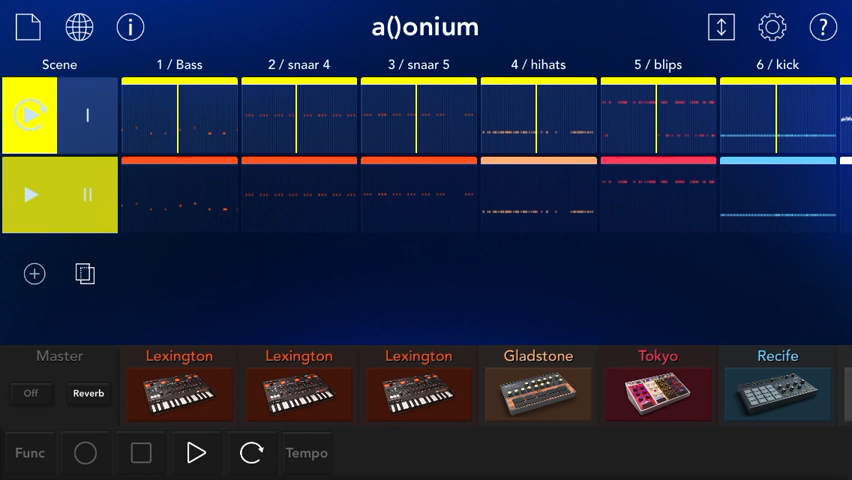 a()onium
Scene
1 / Bass
2 / snaar 4
3 / snaar 5
4 / hihats
5 / blips
6 / kick
I
II
Master
Lexington
Lexington
Lexington
Gladstone
Tokyo
Recife
Off
Reverb
Func
Tempo